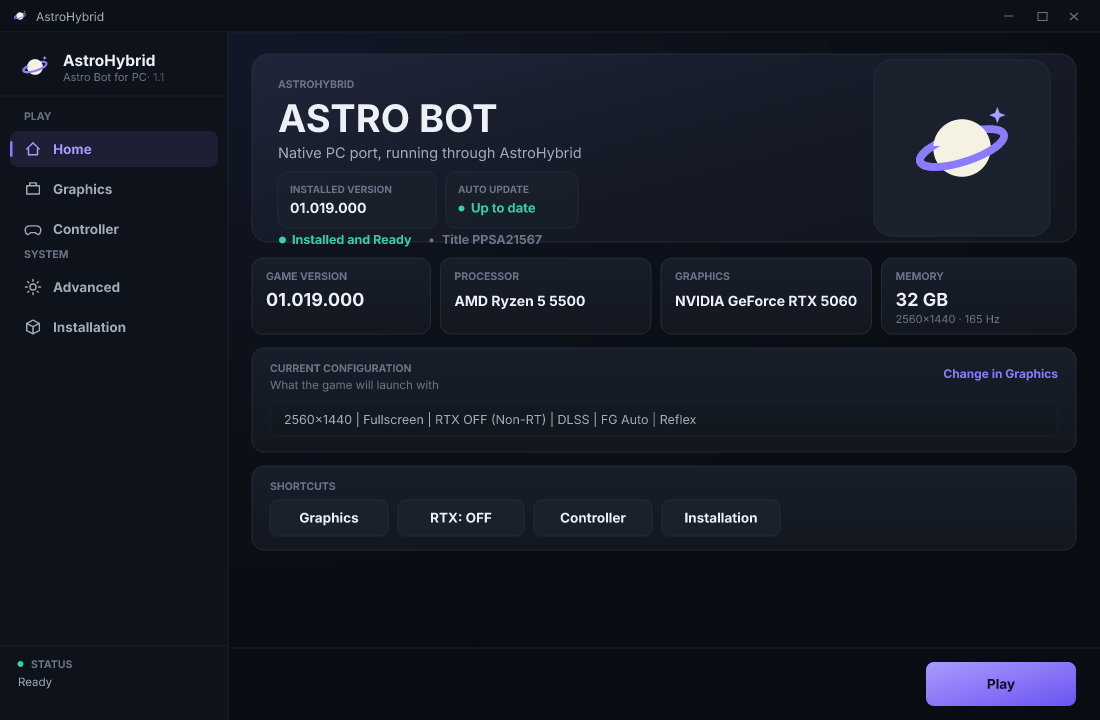 AstroHybrid
AstroHybrid
Astro Bot for PC· 1.1
PLAY
Home
Graphics
Controller
SYSTEM
Advanced
Installation
STATUS
Ready
ASTROHYBRID
ASTRO BOT
Native PC port, running through AstroHybrid
INSTALLED VERSION
01.019.000
AUTO UPDATE
• Up to date
• Installed and Ready • Title PPSA21567
GAME VERSION
01.019.000
PROCESSOR
AMD Ryzen 5 5500
GRAPHICS
NVIDIA GeForce RTX 5060
MEMORY
32 GB
2560×1440 · 165 Hz
CURRENT CONFIGURATION
What the game will launch with
Change in Graphics
2560×1440 | Fullscreen | RTX OFF (Non-RT) | DLSS | FG Auto | Reflex
SHORTCUTS
Graphics
RTX: OFF
Controller
Installation
Play